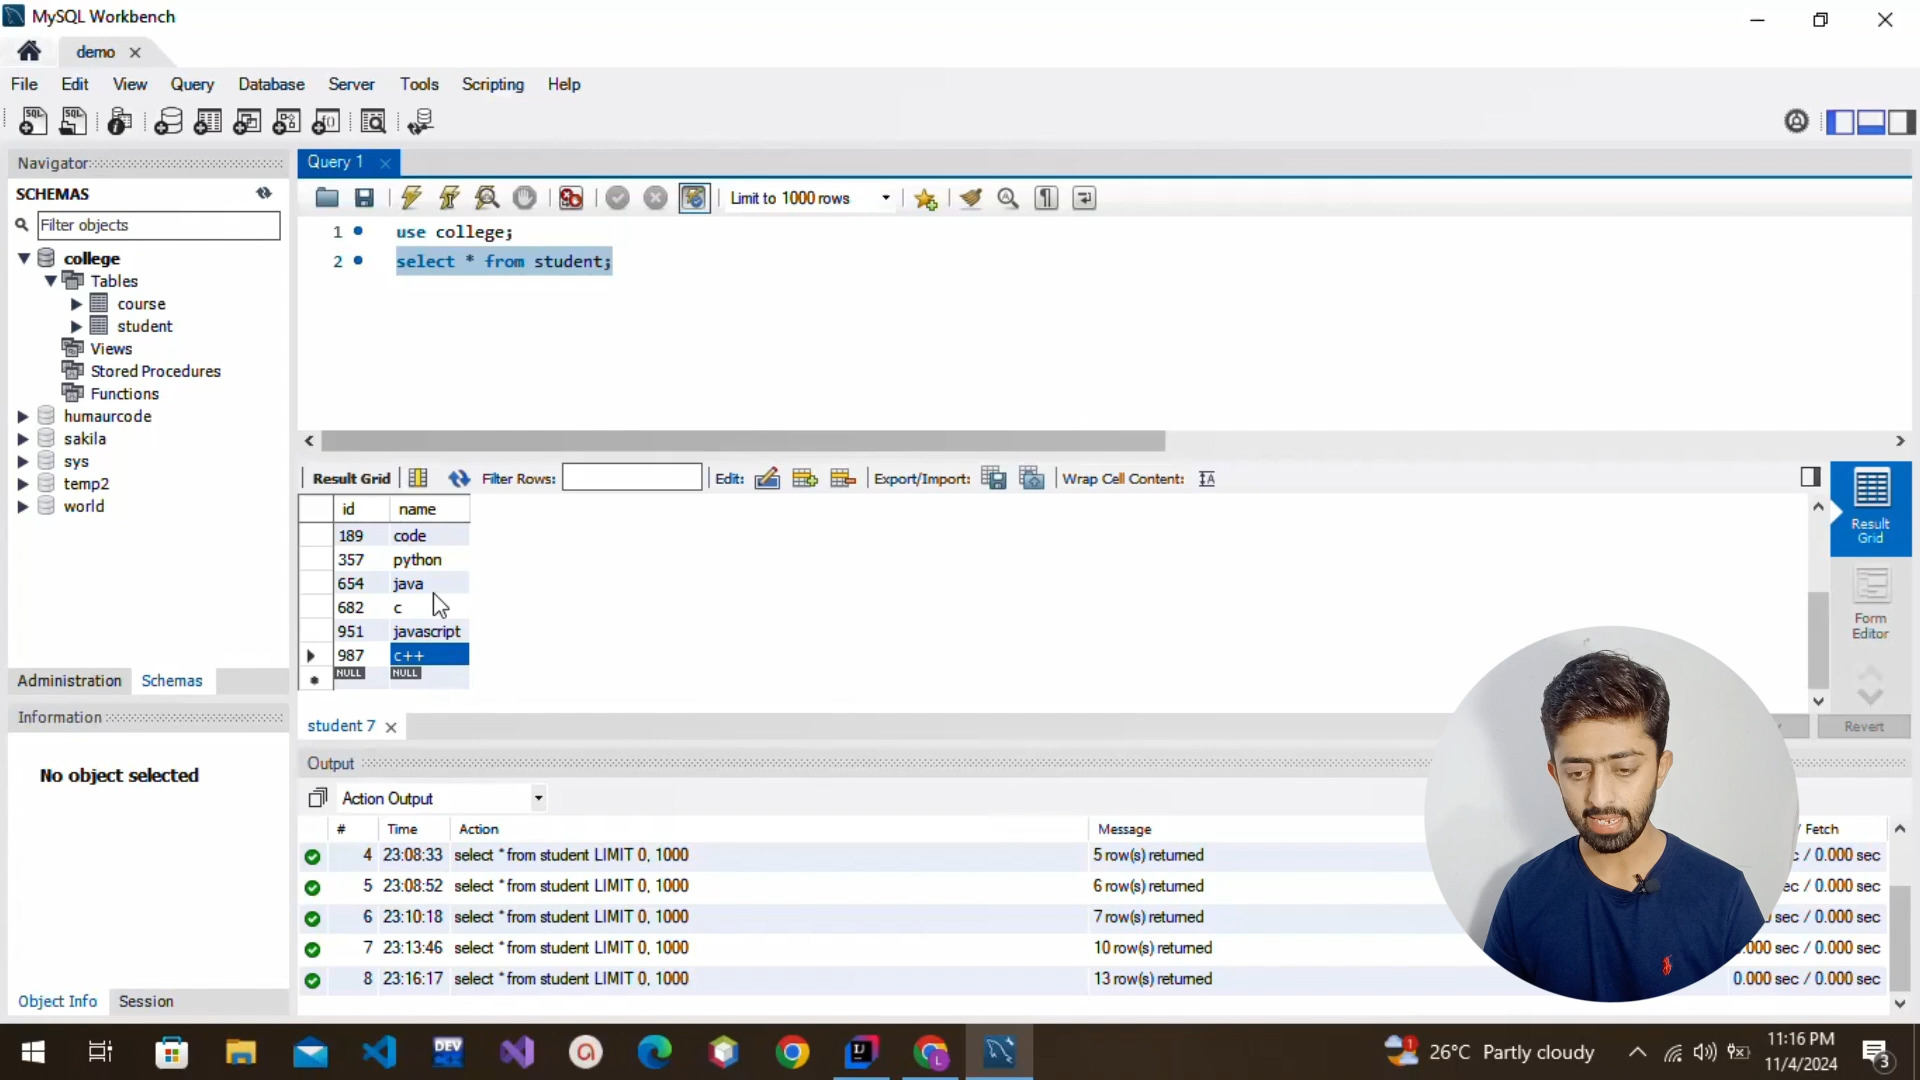 MySQL Workbench
demo
File Edit View Query Database Server Tools Scripting Help
Navigator
SCHEMAS
Filter objects
college
Tables
course
student
Views
Stored Procedures
Functions
humaurcode
sakila
sys
temp2
world
Administration Schemas
Information
No object selected
Object Info Session
Query 1
Limit to 1000 rows
1 use college;
2 select * from student;
Result Grid Filter Rows: Edit: Export/Import: Wrap Cell Content:
id name
189 code
357 python
654 java
682 c
951 javascript
987 c++
NULL NULL
Result Grid
Form Editor
student 7
Revert
Output
Action Output
# Time Action Message / Fetch
4 23:08:33 select * from student LIMIT 0, 1000 5 row(s) returned c / 0.000 sec
5 23:08:52 select * from student LIMIT 0, 1000 6 row(s) returned ec / 0.000 sec
6 23:10:18 select * from student LIMIT 0, 1000 7 row(s) returned sec / 0.000 sec
7 23:13:46 select * from student LIMIT 0, 1000 10 row(s) returned .000 sec / 0.000 sec
8 23:16:17 select * from student LIMIT 0, 1000 13 row(s) returned 0.000 sec / 0.000 sec
DEV
1
26°C Partly cloudy
11:16 PM
11/4/2024
3